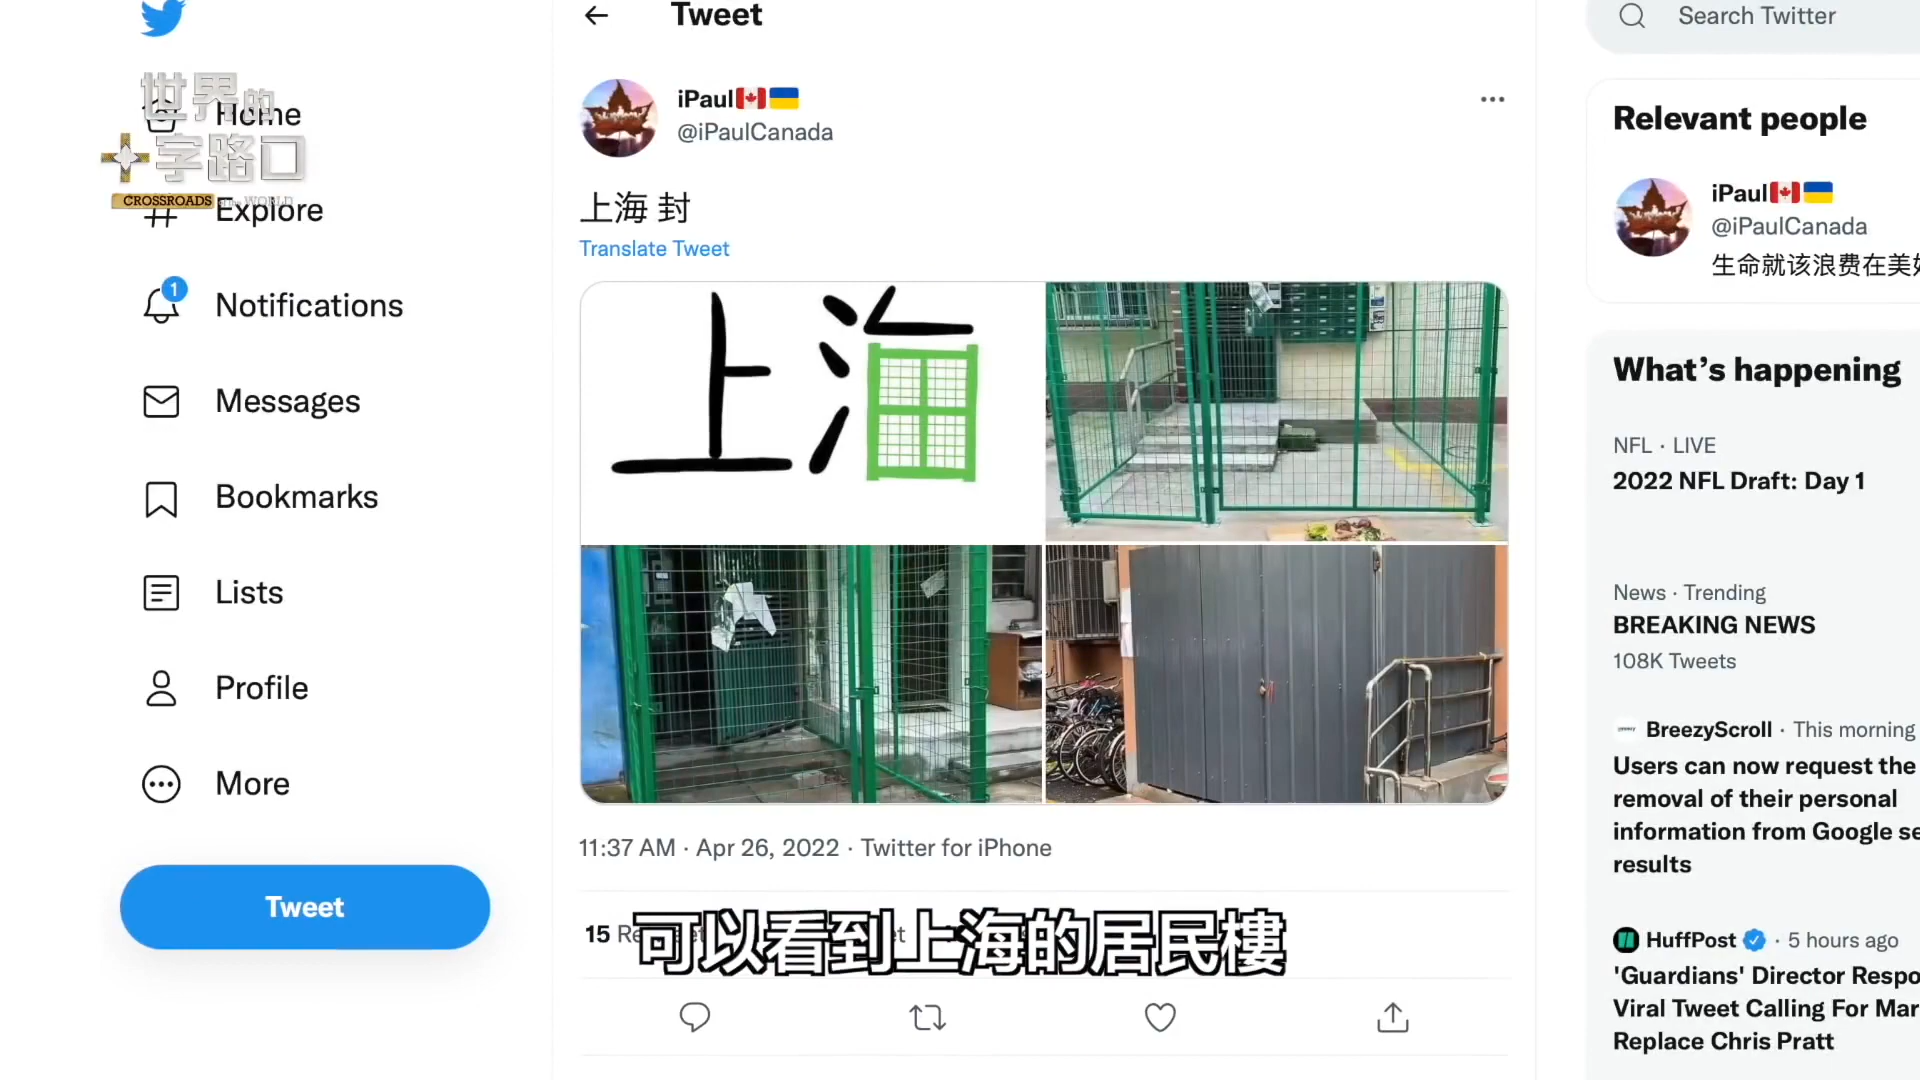 Tweet
Search Twitter
世界的
十字路口
CROSSROADS of the WORLD
Home
Explore
1
Notifications
Messages
Bookmarks
Lists
Profile
More
Tweet
iPaul
@iPaulCanada
上海 封
Translate Tweet
上海
11:37 AM · Apr 26, 2022 · Twitter for iPhone
15
可以看到上海的居民樓
Relevant people
iPaul
@iPaulCanada
生命就该浪费在美
What's happening
NFL · LIVE
2022 NFL Draft: Day 1
News · Trending
BREAKING NEWS
108K Tweets
BreezyScroll · This morning
Users can now request the
removal of their personal
information from Google se
results
HuffPost · 5 hours ago
'Guardians' Director Respo
Viral Tweet Calling For Mar
Replace Chris Pratt